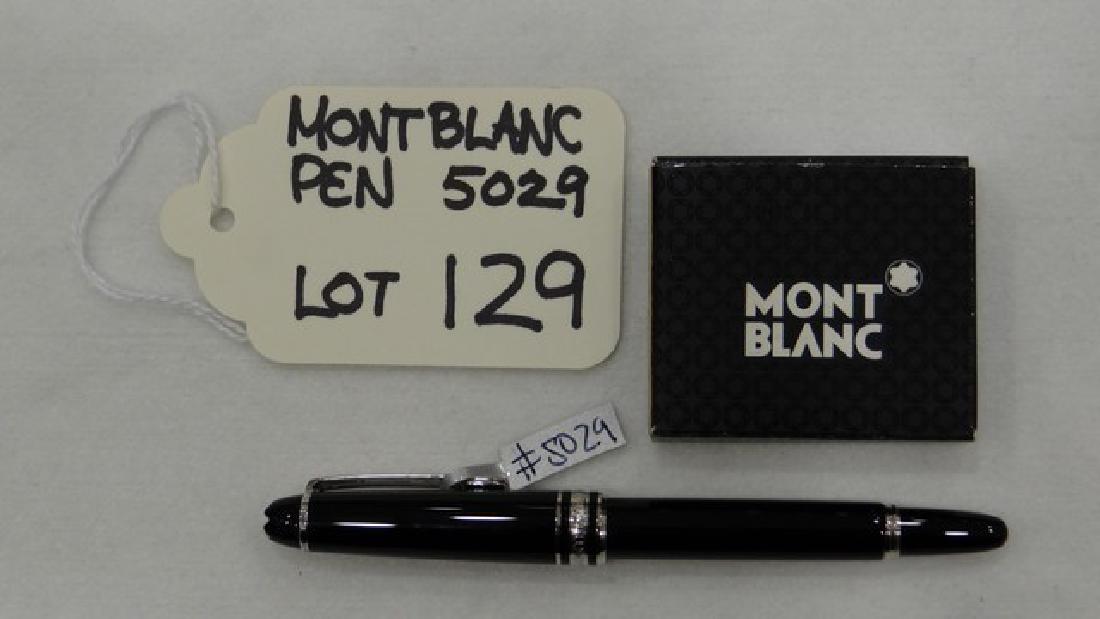 MONTBLANC
PEN 5029
LOT 129
MONT
BLANC
#5029